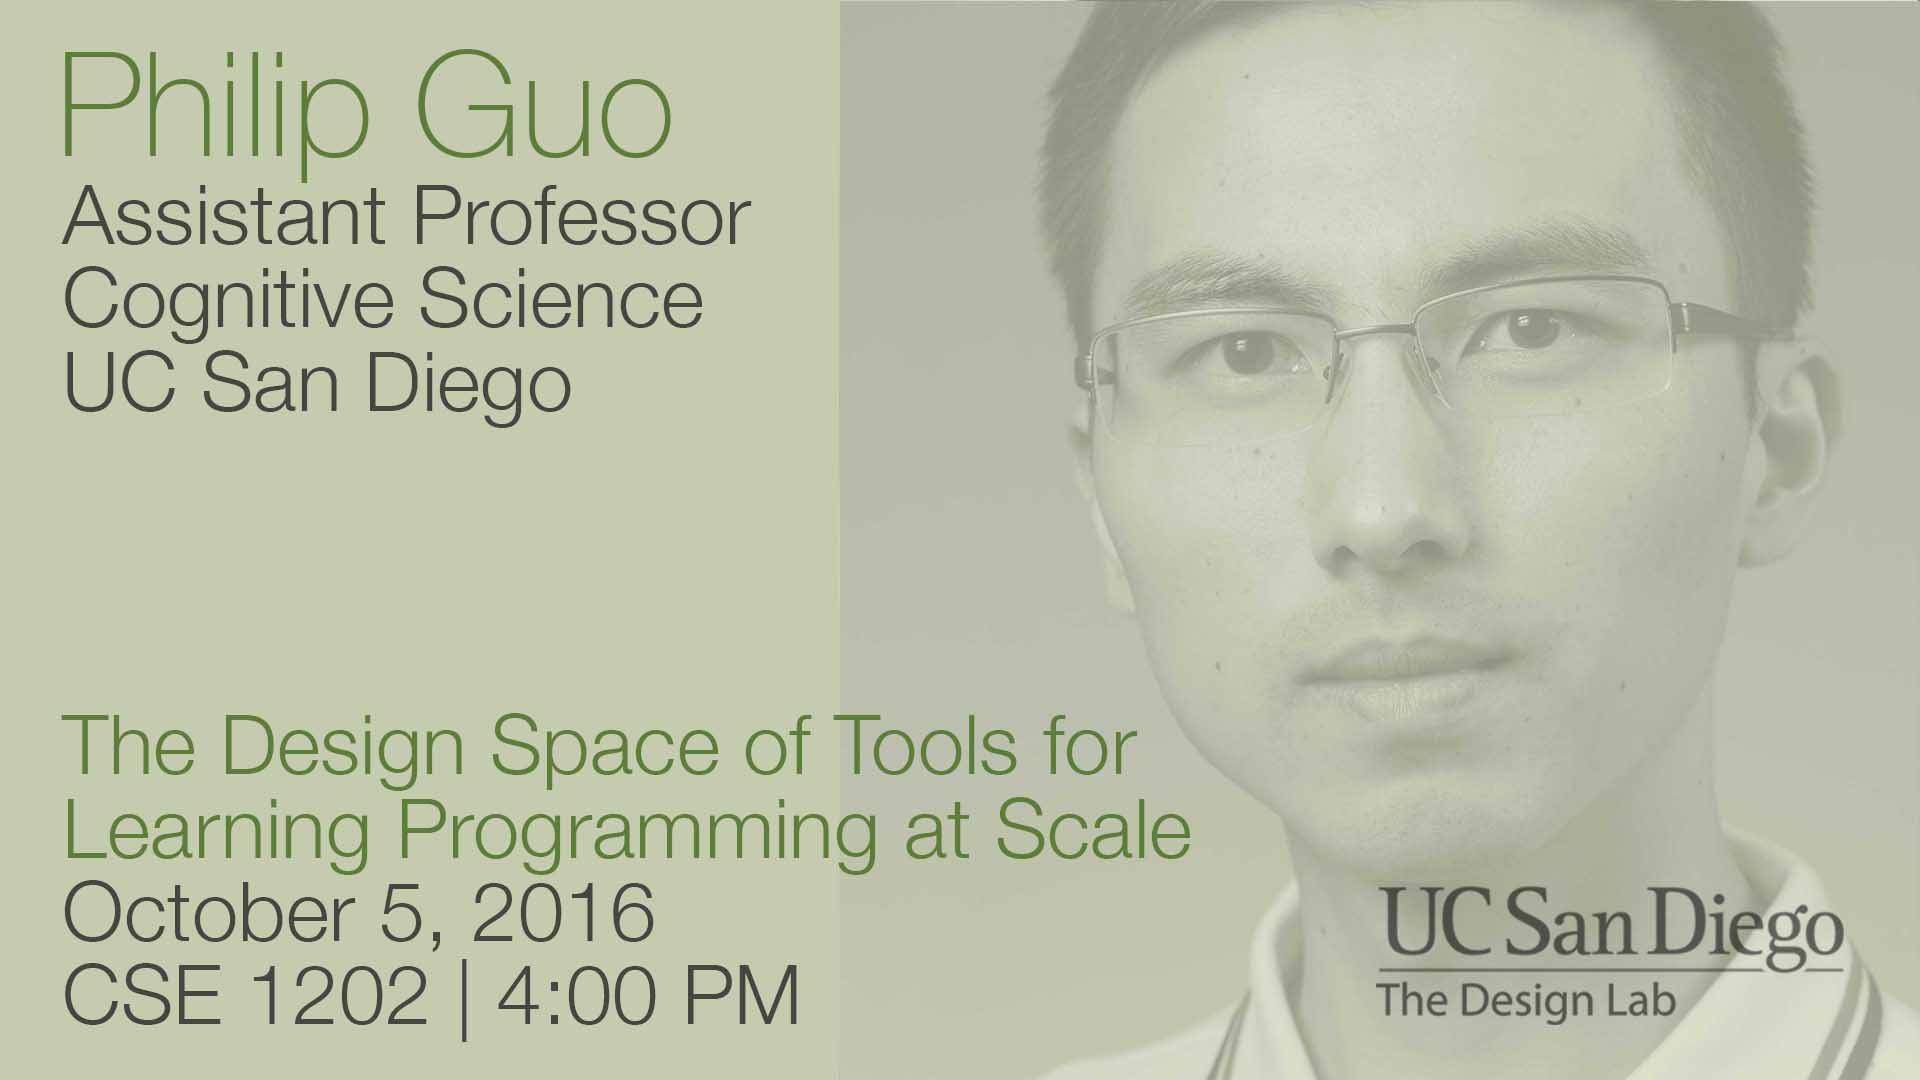 Philip Guo
Assistant Professor
Cognitive Science
UC San Diego
The Design Space of Tools for
Learning Programming at Scale
October 5, 2016
CSE 1202 | 4:00 PM
UC San Diego
The Design Lab